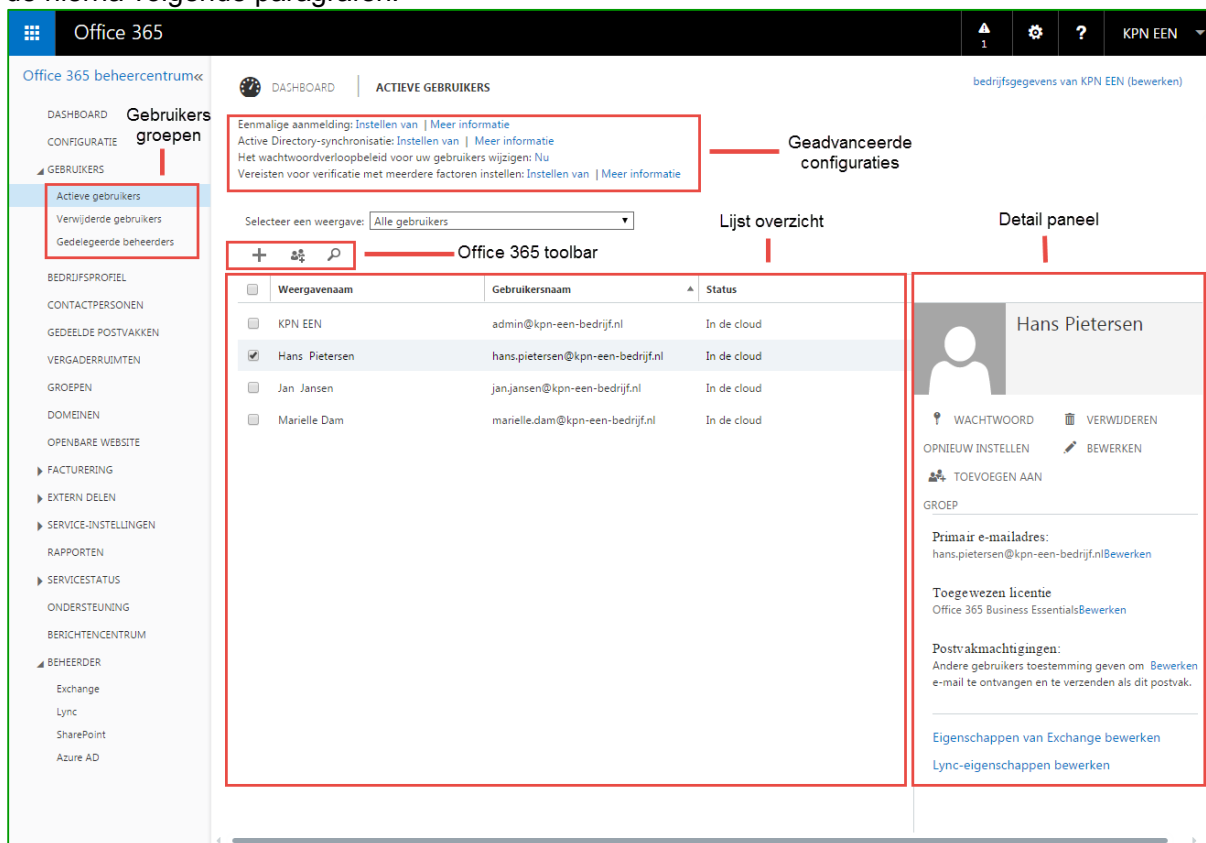 de hierna volgende paragrafen.
Office 365
1
?
KPN EEN
Office 365 beheercentrum«
DASHBOARD
CONFIGURATIE
GEBRUIKERS
Actieve gebruikers
Verwijderde gebruikers
Gedelegeerde beheerders
BEDRIJFSPROFIEL
CONTACTPERSONEN
GEDEELDE POSTVAKKEN
VERGADERRUIMTEN
GROEPEN
DOMEINEN
OPENBARE WEBSITE
FACTURERING
EXTERN DELEN
SERVICE-INSTELLINGEN
RAPPORTEN
SERVICESTATUS
ONDERSTEUNING
BERICHTENCENTRUM
BEHEERDER
Exchange
Lync
SharePoint
Azure AD
Gebruikers
groepen
DASHBOARD
ACTIEVE GEBRUIKERS
bedrijfsgegevens van KPN EEN (bewerken)
Eenmalige aanmelding: Instellen van | Meer informatie
Active Directory-synchronisatie: Instellen van | Meer informatie
Het wachtwoordverloopbeleid voor uw gebruikers wijzigen: Nu
Vereisten voor verificatie met meerdere factoren instellen: Instellen van | Meer informatie
Geadvanceerde
configuraties
Selecteer een weergave: Alle gebruikers
Lijst overzicht
Detail paneel
Office 365 toolbar
Weergavenaam Gebruikersnaam Status
KPN EEN admin@kpn-een-bedrijf.nl In de cloud
Hans Pietersen hans.pietersen@kpn-een-bedrijf.nl In de cloud
Jan Jansen jan.jansen@kpn-een-bedrijf.nl In de cloud
Marielle Dam marielle.dam@kpn-een-bedrijf.nl In de cloud
Hans Pietersen
WACHTWOORD VERWIJDEREN
OPNIEUW INSTELLEN BEWERKEN
TOEVOEGEN AAN
GROEP
Primair e-mailadres:
hans.pietersen@kpn-een-bedrijf.nlBewerken
Toegewezen licentie
Office 365 Business EssentialsBewerken
Postvakmachtigingen:
Andere gebruikers toestemming geven om Bewerken
e-mail te ontvangen en te verzenden als dit postvak.
Eigenschappen van Exchange bewerken
Lync-eigenschappen bewerken